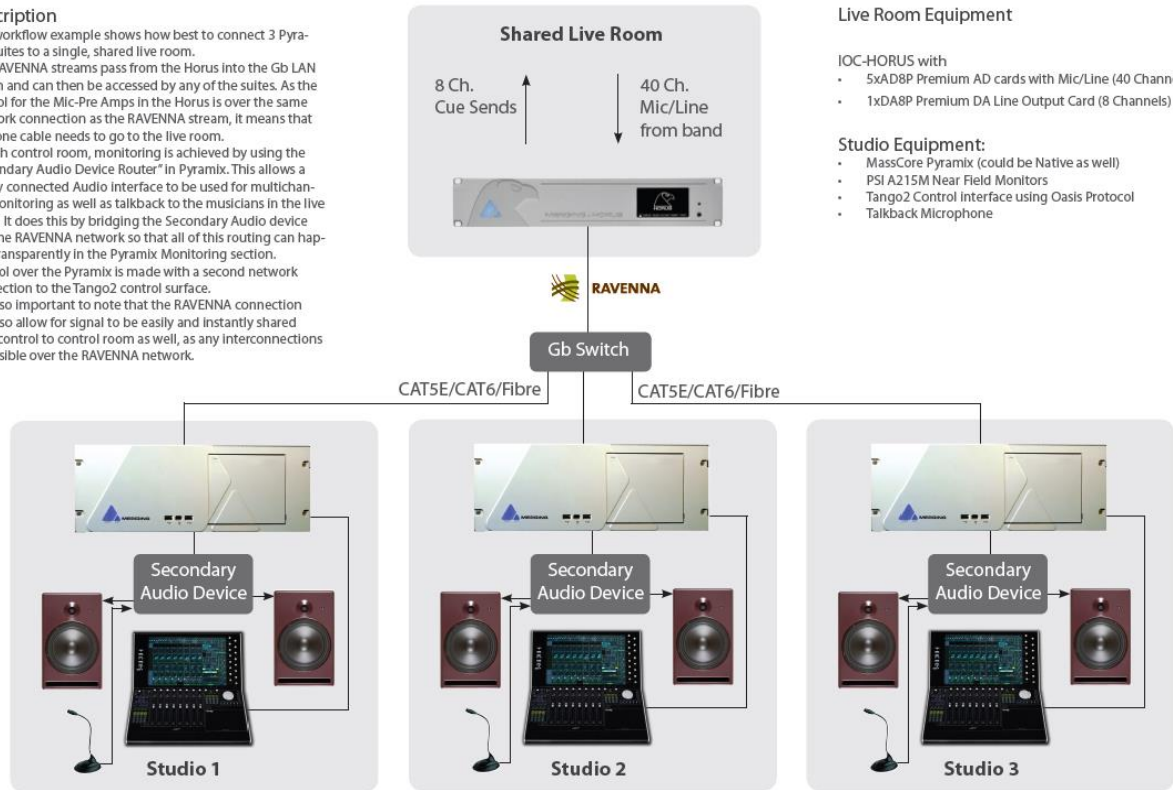 cription
workflow example shows how best to connect 3 Pyra-
uites to a single, shared live room.
AVENNA streams pass from the Horus into the Gb LAN
n and can then be accessed by any of the suites. As the
ol for the Mic-Pre Amps in the Horus is over the same
ork connection as the RAVENNA stream, it means that
one cable needs to go to the live room.
ch control room, monitoring is achieved by using the
ndary Audio Device Router" in Pyramix. This allows a
y connected Audio interface to be used for multichan-
onitoring as well as talkback to the musicians in the live
. It does this by bridging the Secondary Audio device
he RAVENNA network so that all of this routing can hap-
ransparently in the Pyramix Monitoring section.
ol over the Pyramix is made with a second network
ection to the Tango2 control surface.
so important to note that the RAVENNA connection
so allow for signal to be easily and instantly shared
control to control room as well, as any interconnections
sible over the RAVENNA network.
Shared Live Room
8 Ch.
Cue Sends
40 Ch.
Mic/Line
from band
MERGING HORUS
HORUS
RAVENNA
Live Room Equipment
IOC-HORUS with
• 5xAD8P Premium AD cards with Mic/Line (40 Channe
• 1xDA8P Premium DA Line Output Card (8 Channels)
Studio Equipment:
• MassCore Pyramix (could be Native as well)
• PSI A215M Near Field Monitors
• Tango2 Control interface using Oasis Protocol
• Talkback Microphone
Gb Switch
CAT5E/CAT6/Fibre
CAT5E/CAT6/Fibre
MERGING
Secondary
Audio Device
Studio 1
MERGING
Secondary
Audio Device
Studio 2
MERGING
Secondary
Audio Device
Studio 3